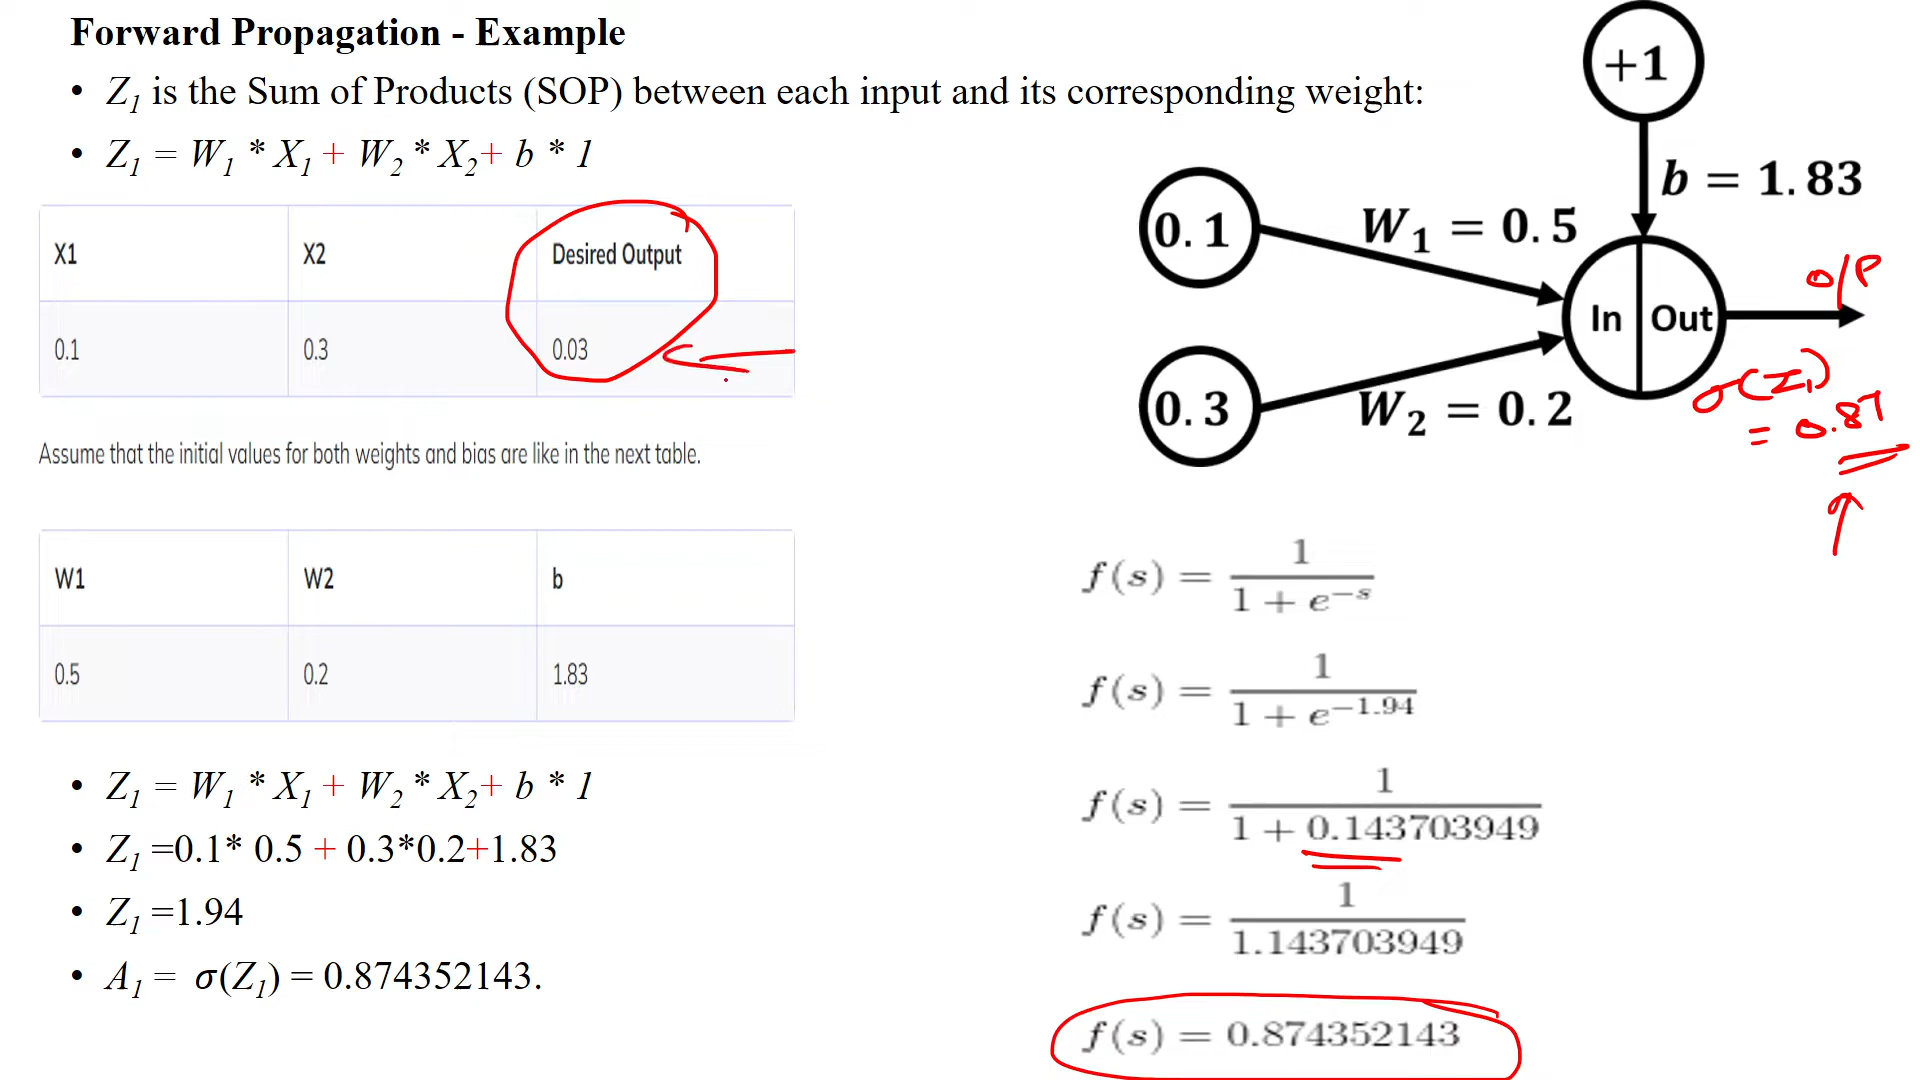 Forward Propagation - Example
• Z1 is the Sum of Products (SOP) between each input and its corresponding weight:
• Z1 = W1 * X1 + W2 * X2+ b * 1
X1 X2 Desired Output
0.1 0.3 0.03
Assume that the initial values for both weights and bias are like in the next table.
W1 W2 b
0.5 0.2 1.83
• Z1 = W1 * X1 + W2 * X2+ b * 1
• Z1 =0.1* 0.5 + 0.3*0.2+1.83
• Z1 =1.94
• A1 = σ(Z1) = 0.874352143.
+1
b = 1.83
0.1
W1 = 0.5
In Out
O/P
0.3
W2 = 0.2
σ(Z1)
= 0.87
f(s) = 1 / 1 + e^−s
f(s) = 1 / 1 + e^−1.94
f(s) = 1 / 1 + 0.143703949
f(s) = 1 / 1.143703949
f(s) = 0.874352143